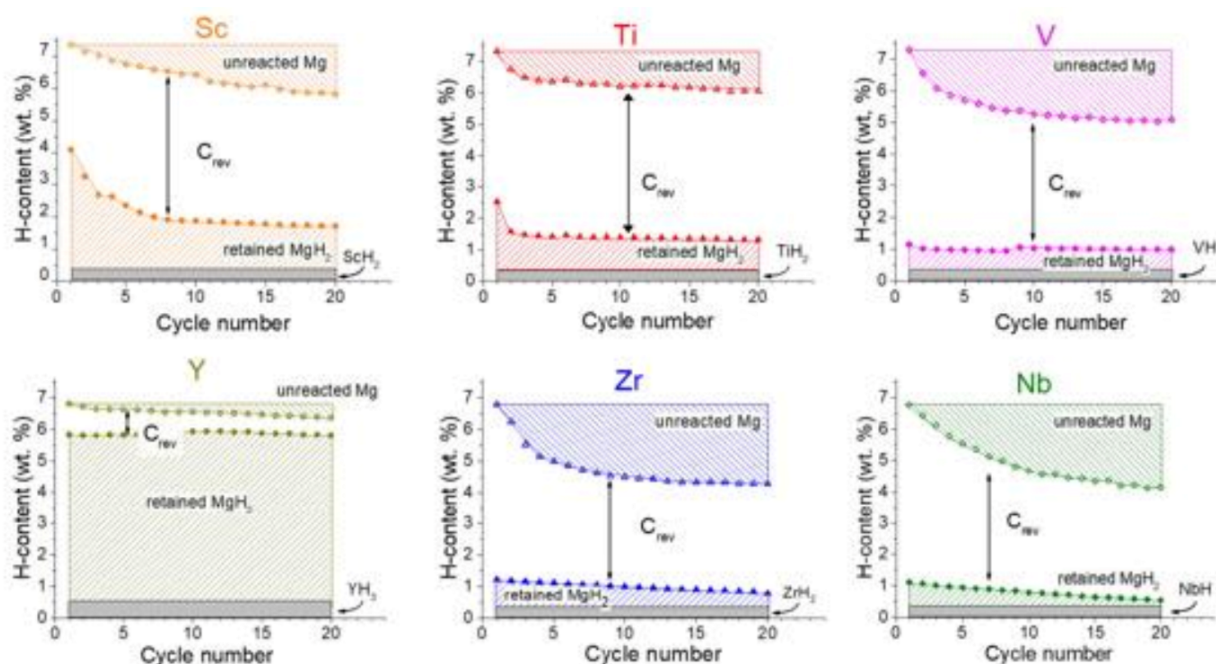 Sc
H-content (wt. %)
7
6
5
4
3
2
1
0
unreacted Mg
C_rev
retained MgH₂
ScH₂
0 5 10 15 20
Cycle number
Ti
H-content (wt. %)
7
6
5
4
3
2
1
0
unreacted Mg
C_rev
retained MgH₂
TiH₂
0 5 10 15 20
Cycle number
V
H-content (wt, %)
7
6
5
4
3
2
1
0
unreacted Mg
C_rev
retained MgH₂
VH
0 5 10 15 20
Cycle number
Y
H-content (wt. %)
7
6
5
4
3
2
1
0
unreacted Mg
C_rev
retained MgH₂
YH₃
0 5 10 15 20
Cycle number
Zr
H-content (wt. %)
7
6
5
4
3
2
1
0
unreacted Mg
C_rev
retained MgH₂
ZrH₂
0 5 10 15 20
Cycle number
Nb
H-content (wt. %)
7
6
5
4
3
2
1
0
unreacted Mg
C_rev
retained MgH₂
NbH
0 5 10 15 20
Cycle number